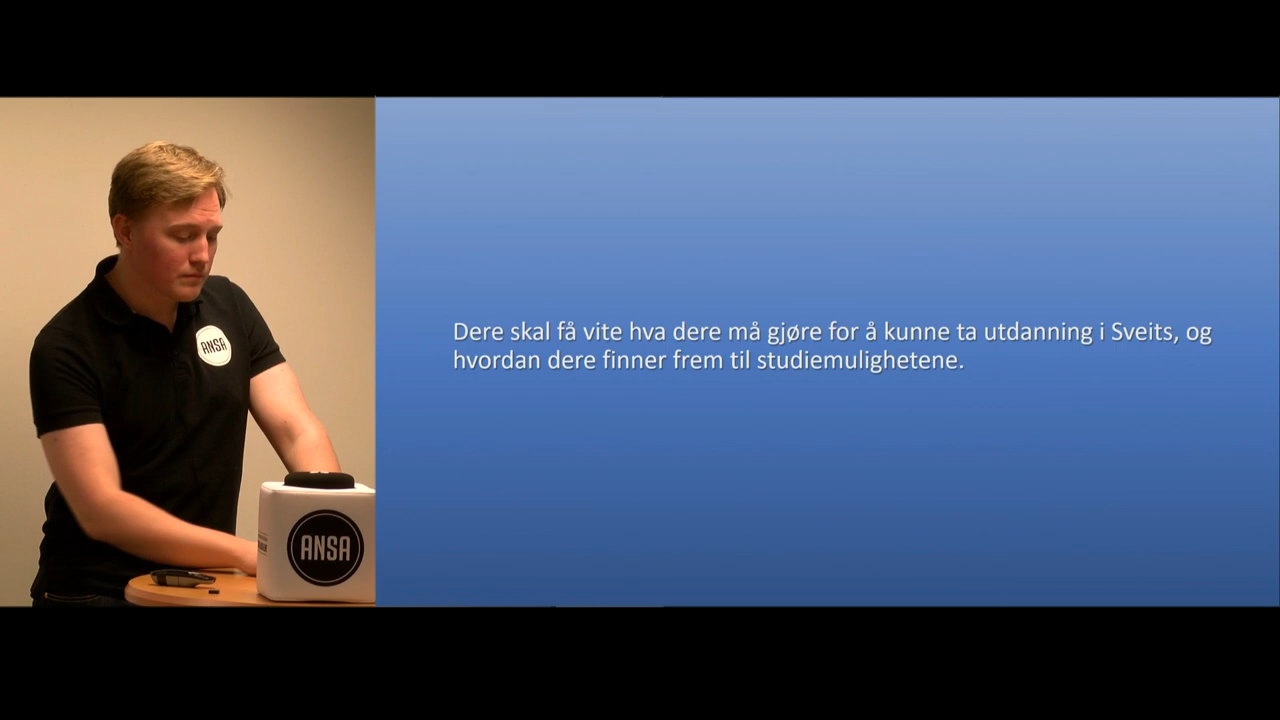 ANSA
Dere skal få vite hva dere må gjøre for å kunne ta utdanning i Sveits, og
hvordan dere finner frem til studiemulighetene.
ANSA